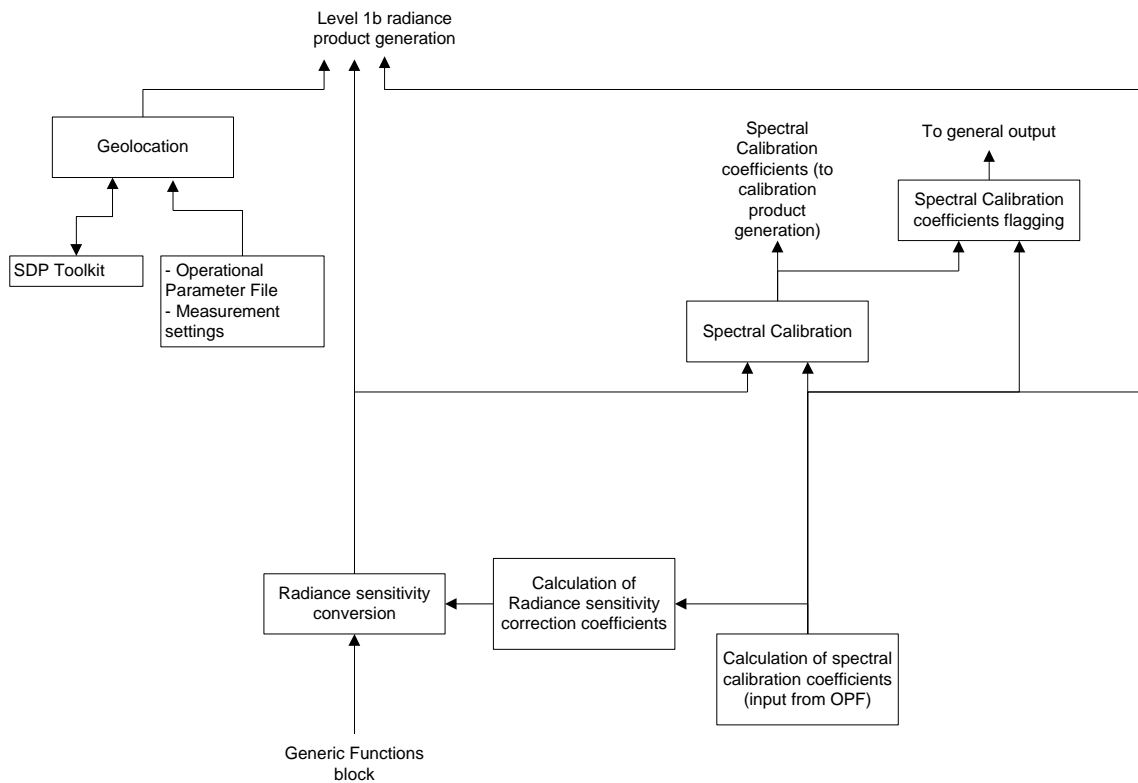 Level 1b radiance
product generation
Geolocation
SDP Toolkit
- Operational
Parameter File
- Measurement
settings
Spectral
Calibration
coefficients (to
calibration
product
generation)
To general output
Spectral Calibration
coefficients flagging
Spectral Calibration
Radiance sensitivity
conversion
Calculation of
Radiance sensitivity
correction coefficients
Calculation of spectral
calibration coefficients
(input from OPF)
Generic Functions
block